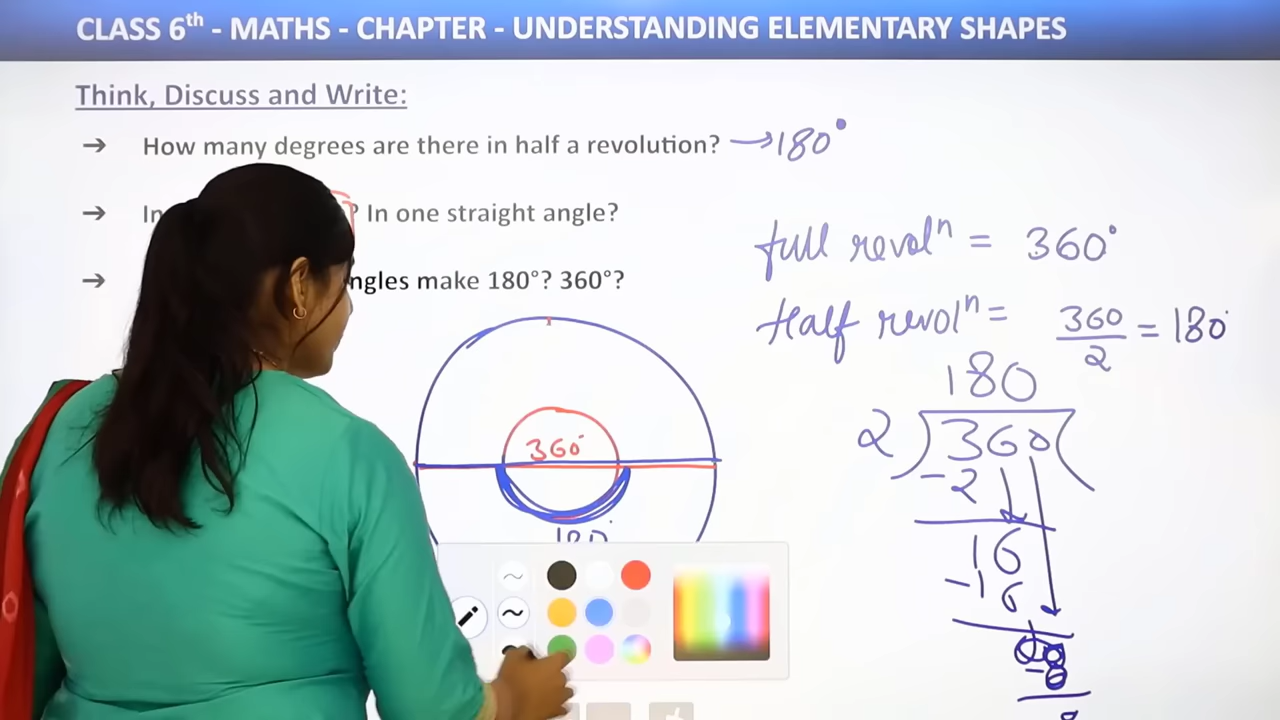 CLASS 6th - MATHS - CHAPTER - UNDERSTANDING ELEMENTARY SHAPES
Think, Discuss and Write:
→ How many degrees are there in half a revolution? → 180°
→ In ? In one straight angle?
→ ngles make 180°? 360°?
full revolⁿ = 360°
Half revolⁿ = 360/2 = 180°
180
2 ) 360 (
-2
16
-16
360°
180°